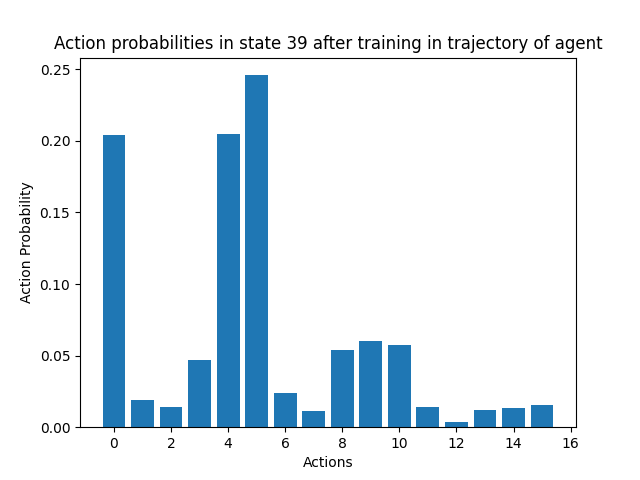 Action probabilities in state 39 after training in trajectory of agent
0.25
0.20
0.15
0.10
0.05
0.00
Action Probability
0 2 4 6 8 10 12 14 16
Actions